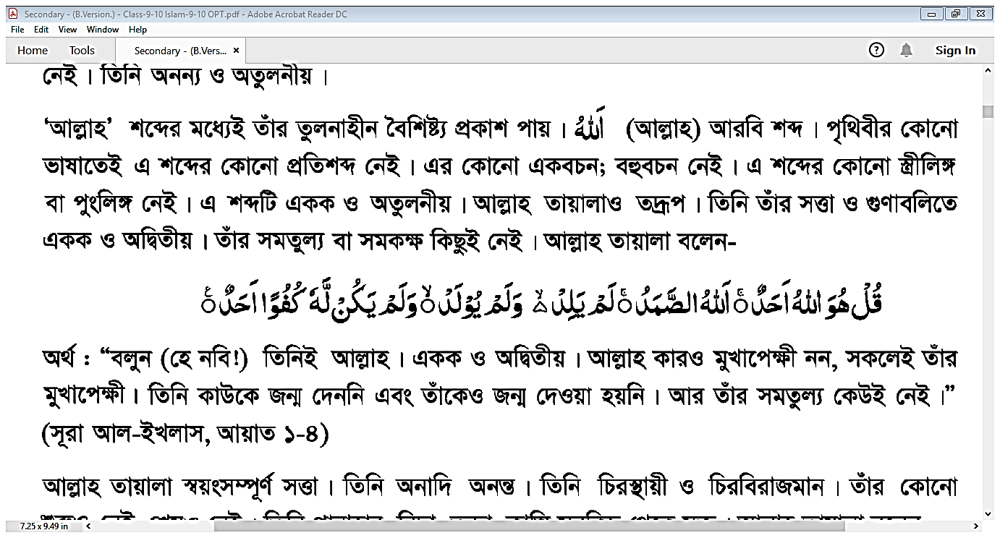 Secondary - (B.Version.) - Class-9-10 Islam-9-10 OPT.pdf - Adobe Acrobat Reader DC
File Edit View Window Help
Home Tools Secondary - (B.Vers... × ? Sign In
নেই । তিনি অনন্য ও অতুলনীয় ।
‘আল্লাহ’ শব্দের মধ্যেই তাঁর তুলনাহীন বৈশিষ্ট্য প্রকাশ পায় । اَللّٰهُ (আল্লাহ) আরবি শব্দ । পৃথিবীর কোনো
ভাষাতেই এ শব্দের কোনো প্রতিশব্দ নেই । এর কোনো একবচন; বহুবচন নেই । এ শব্দের কোনো স্ত্রীলিঙ্গ
বা পুংলিঙ্গ নেই । এ শব্দটি একক ও অতুলনীয় । আল্লাহ তায়ালাও তদ্রূপ । তিনি তাঁর সত্তা ও গুণাবলিতে
একক ও অদ্বিতীয় । তাঁর সমতুল্য বা সমকক্ষ কিছুই নেই । আল্লাহ তায়ালা বলেন-
قُلْ هُوَ اللّٰهُ اَحَدٌ ۚ اَللّٰهُ الصَّمَدُ ۚ لَمْ يَلِدْ ۙ وَلَمْ يُوْلَدْ ۙ وَلَمْ يَكُنْ لَّهٗ كُفُوًا اَحَدٌ ۧ
অর্থ : “বলুন (হে নবি!) তিনিই আল্লাহ । একক ও অদ্বিতীয় । আল্লাহ কারও মুখাপেক্ষী নন, সকলেই তাঁর
মুখাপেক্ষী । তিনি কাউকে জন্ম দেননি এবং তাঁকেও জন্ম দেওয়া হয়নি । আর তাঁর সমতুল্য কেউই নেই ।”
(সূরা আল-ইখলাস, আয়াত ১-৪)
আল্লাহ তায়ালা স্বয়ংসম্পূর্ণ সত্তা । তিনি অনাদি অনন্ত । তিনি চিরস্থায়ী ও চিরবিরাজমান । তাঁর কোনো
7.25 x 9.49 in